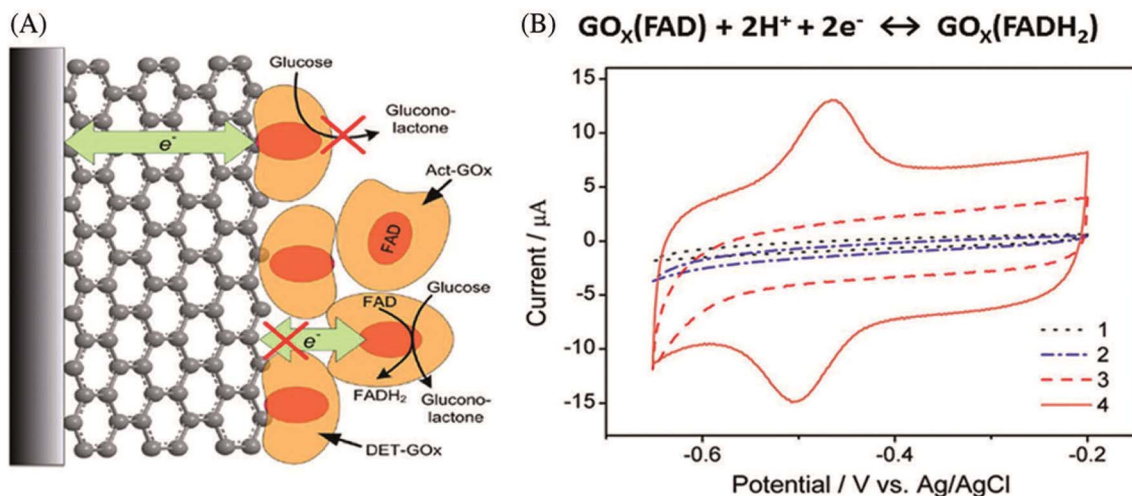 (A)
Glucose
Glucono-
lactone
e⁻
Act-GOx
FAD
FAD
Glucose
e⁻
FADH₂
Glucono-
lactone
DET-GOx
(B) GOₓ(FAD) + 2H⁺ + 2e⁻ ↔ GOₓ(FADH₂)
Current / μA
15
10
5
0
-5
-10
-15
1
2
3
4
-0.6
-0.4
-0.2
Potential / V vs. Ag/AgCl